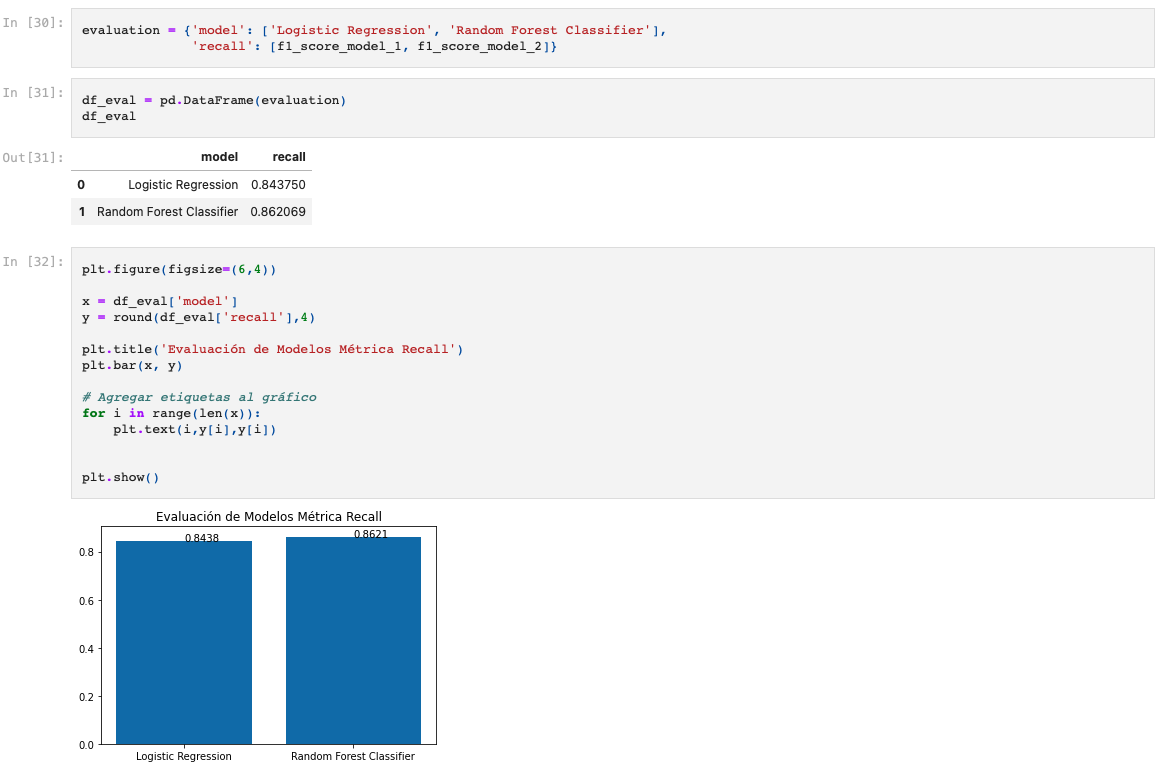 In [30]:
evaluation = {'model': ['Logistic Regression', 'Random Forest Classifier'],
              'recall': [f1_score_model_1, f1_score_model_2]}
In [31]:
df_eval = pd.DataFrame(evaluation)
df_eval
Out[31]:
model recall
0 Logistic Regression 0.843750
1 Random Forest Classifier 0.862069
In [32]:
plt.figure(figsize=(6,4))
x = df_eval['model']
y = round(df_eval['recall'],4)
plt.title('Evaluación de Modelos Métrica Recall')
plt.bar(x, y)
# Agregar etiquetas al gráfico
for i in range(len(x)):
    plt.text(i,y[i],y[i])
plt.show()
Evaluación de Modelos Métrica Recall
0.8438 0.8621
0.8
0.6
0.4
0.2
0.0
Logistic Regression Random Forest Classifier